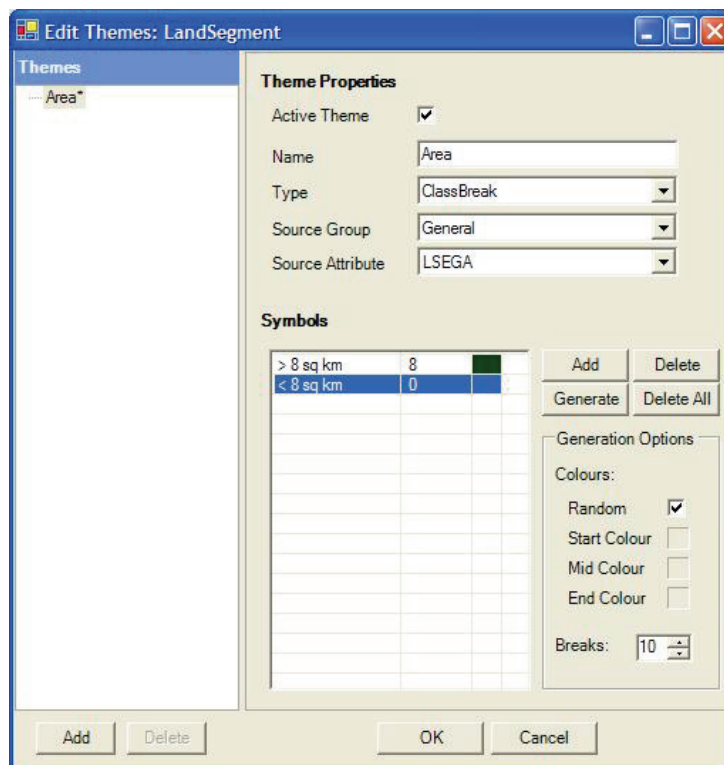 Edit Themes: LandSegment
Themes
Area*
Theme Properties
Active Theme
Name Area
Type ClassBreak
Source Group General
Source Attribute LSEGA
Symbols
> 8 sq km 8
< 8 sq km 0
Add Delete
Generate Delete All
Generation Options
Colours:
Random
Start Colour
Mid Colour
End Colour
Breaks: 10
Add Delete OK Cancel